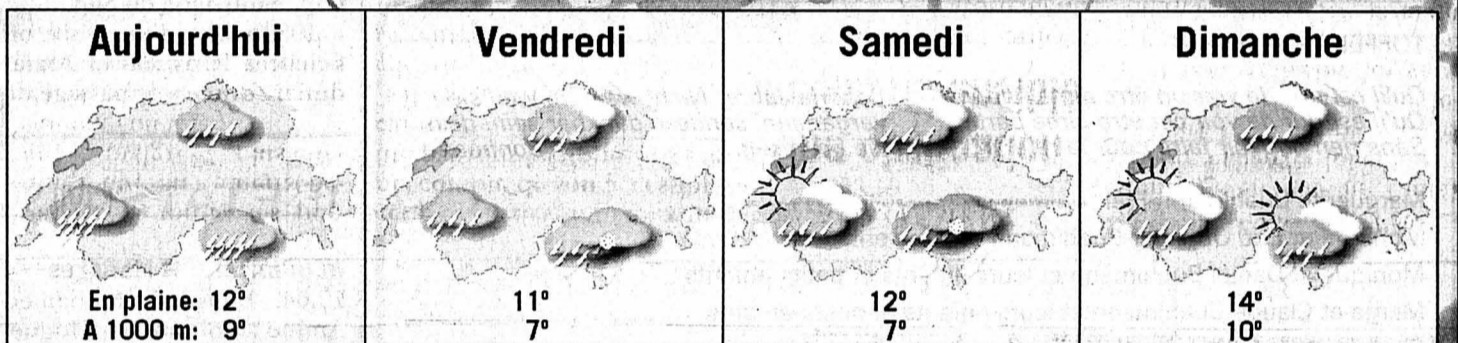 Aujourd'hui
En plaine: 12°
A 1000 m: 9°
Vendredi
11°
7°
Samedi
12°
7°
Dimanche
14°
10°